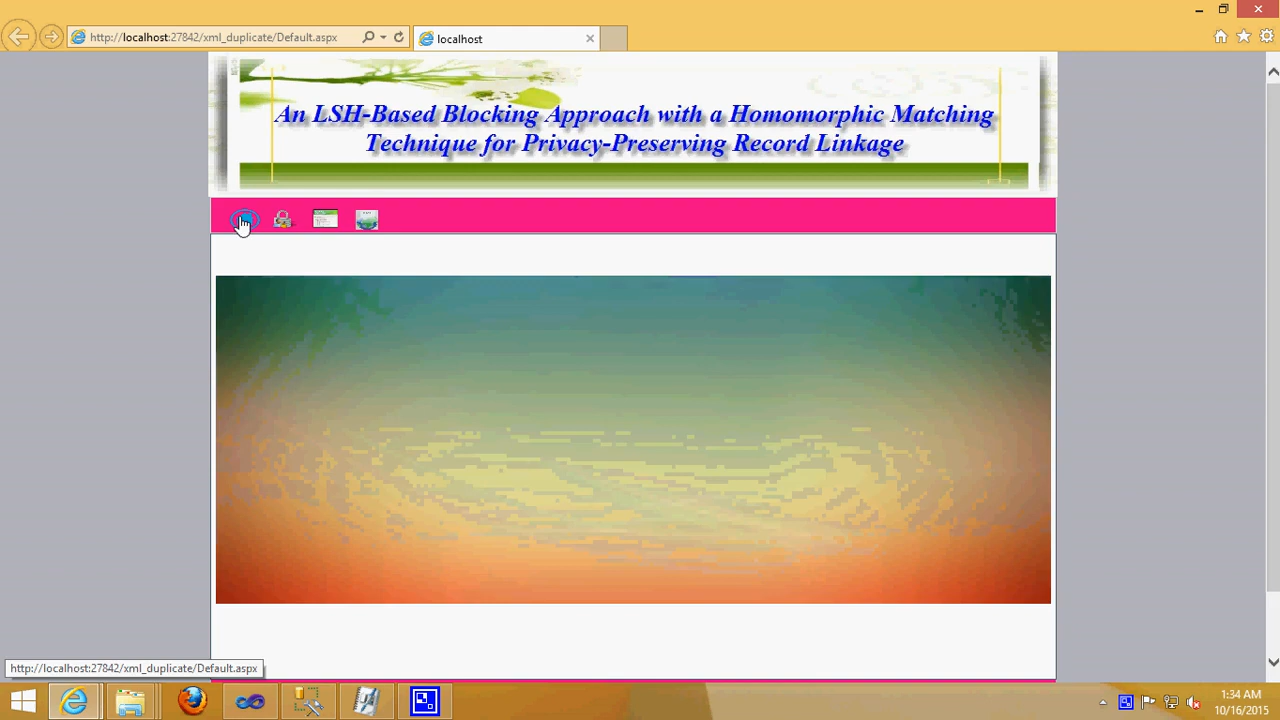 http://localhost:27842/xml_duplicate/Default.aspx
localhost
An LSH-Based Blocking Approach with a Homomorphic Matching
Technique for Privacy-Preserving Record Linkage
http://localhost:27842/xml_duplicate/Default.aspx
1:34 AM
10/16/2015